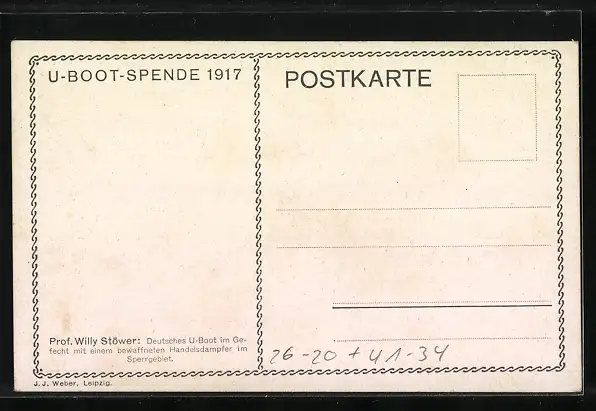 U-BOOT-SPENDE 1917
POSTKARTE
Prof. Willy Stöwer: Deutsches U-Boot im Ge-
fecht mit einem bewaffneten Handelsdampfer im
Sperrgebiet.
26-20 + 41-34
J. J. Weber, Leipzig.